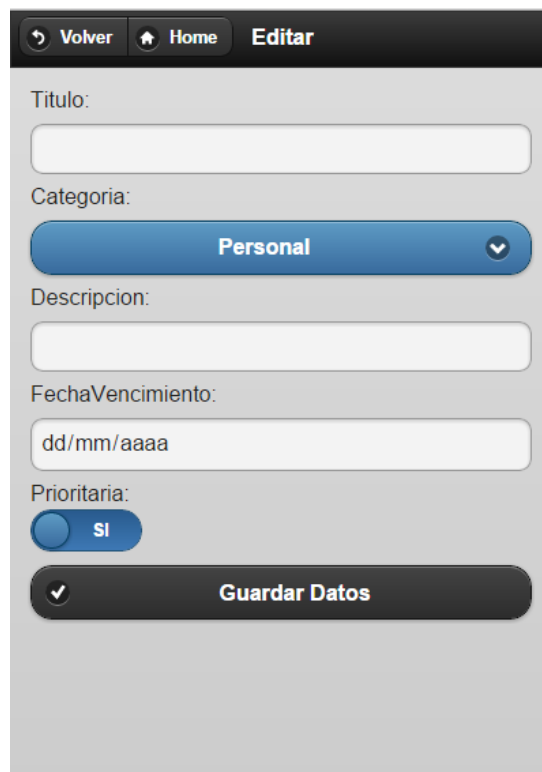 Volver Home Editar
Titulo:
Categoria:
Personal
Descripcion:
FechaVencimiento:
dd/mm/aaaa
Prioritaria:
SI
Guardar Datos